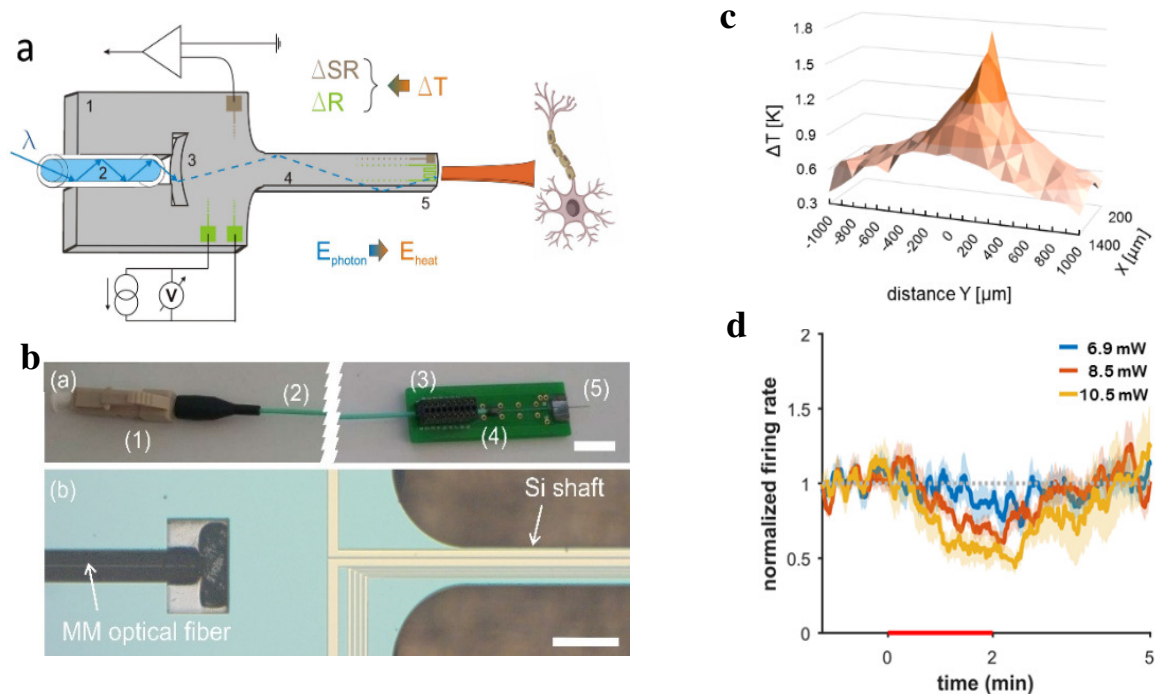 a
ΔSR
ΔR
ΔT
1
λ
2
3
4
5
V
E photon
E heat
b
(a)
(1)
(2)
(3)
(4)
(5)
(b)
Si shaft
MM optical fiber
c
ΔT [K]
1.8
1.5
1.2
0.9
0.6
0.3
-1000
-800
-600
-400
-200
0
200
400
600
800
1000
distance Y [µm]
200
1400
X [µm]
d
normalized firing rate
2
1.5
1
0.5
0
6.9 mW
8.5 mW
10.5 mW
0 2 5
time (min)